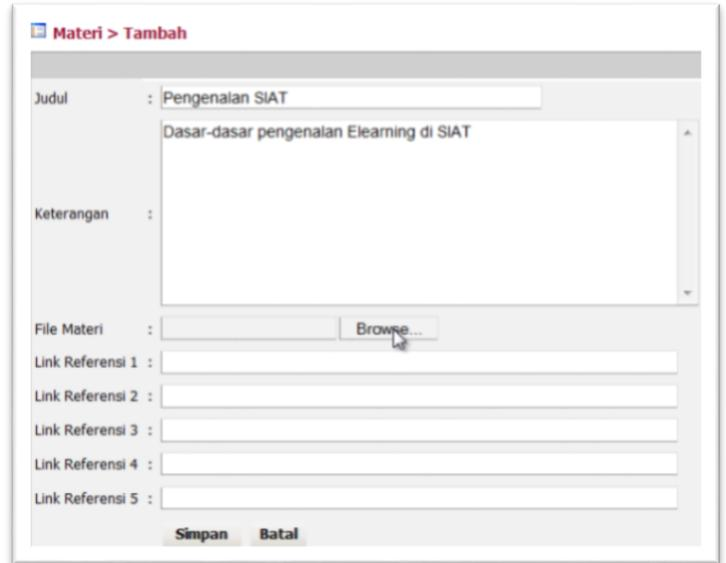 Materi > Tambah
Judul : Pengenalan SIAT
Keterangan : Dasar-dasar pengenalan Elearning di SIAT
File Materi : Browse...
Link Referensi 1 :
Link Referensi 2 :
Link Referensi 3 :
Link Referensi 4 :
Link Referensi 5 :
Simpan Batal